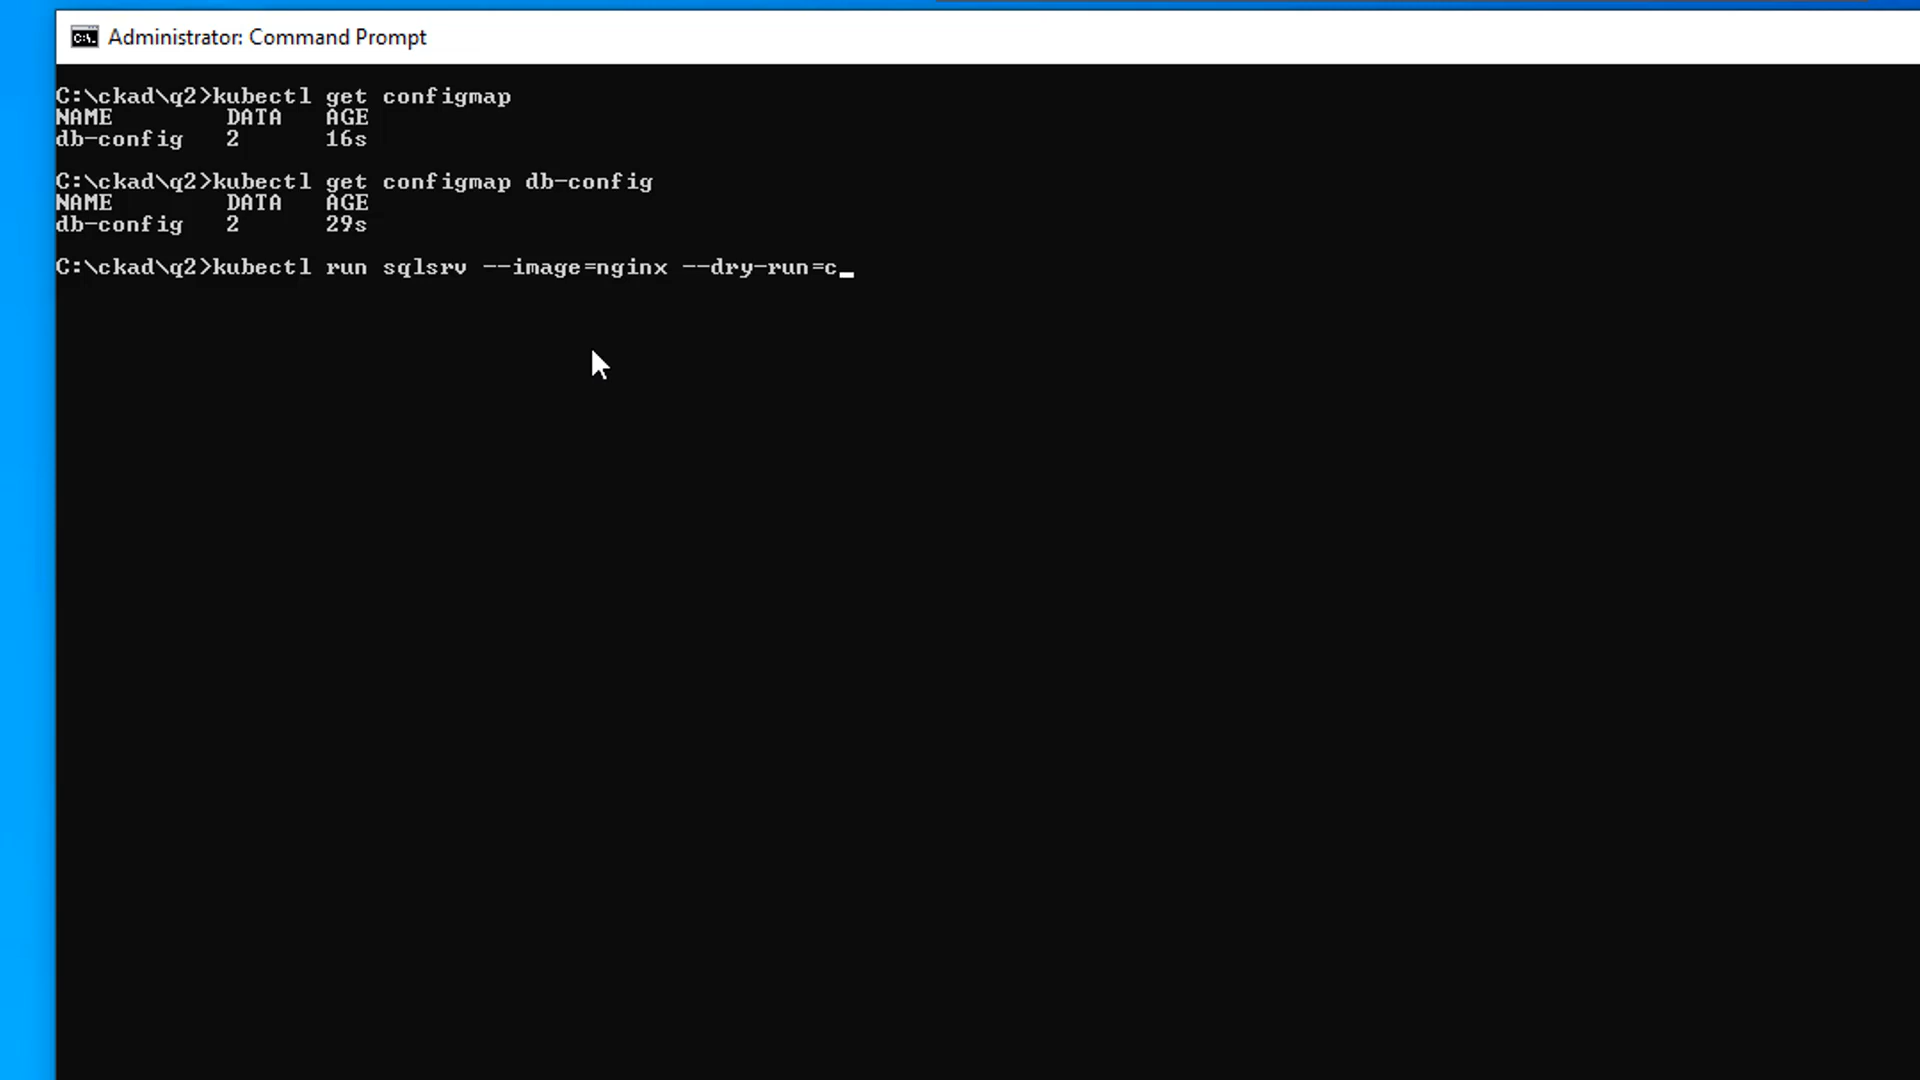 Administrator: Command Prompt
C:\ckad\q2>kubectl get configmap
NAME DATA AGE
db-config 2 16s
C:\ckad\q2>kubectl get configmap db-config
NAME DATA AGE
db-config 2 29s
C:\ckad\q2>kubectl run sqlsrv --image=nginx --dry-run=c_